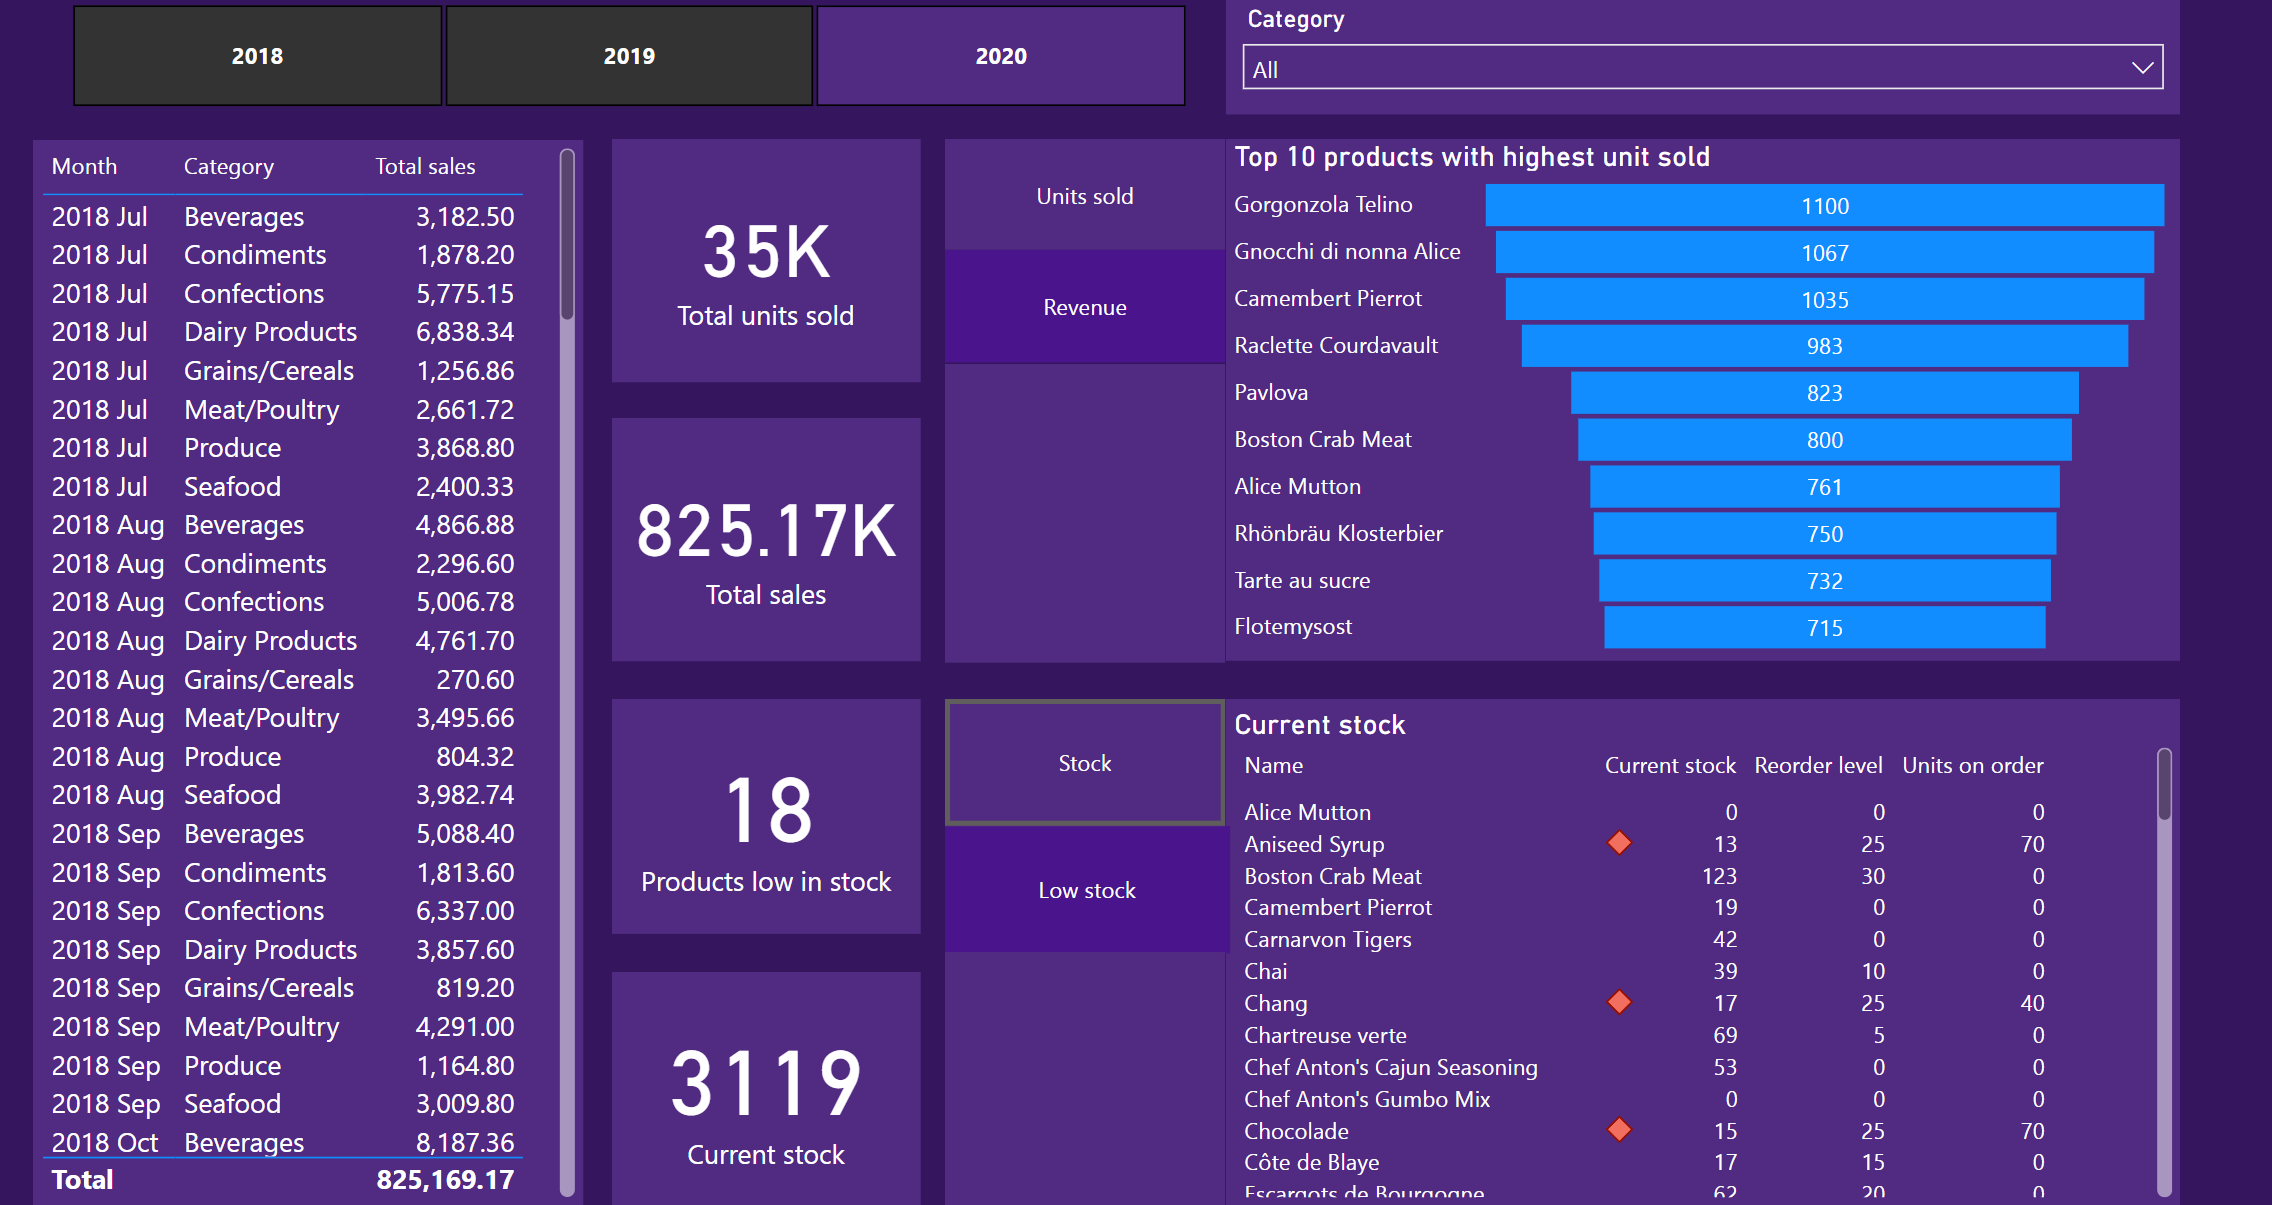 2018 2019 2020
Category
All
Month Category Total sales
2018 Jul Beverages 3,182.50
2018 Jul Condiments 1,878.20
2018 Jul Confections 5,775.15
2018 Jul Dairy Products 6,838.34
2018 Jul Grains/Cereals 1,256.86
2018 Jul Meat/Poultry 2,661.72
2018 Jul Produce 3,868.80
2018 Jul Seafood 2,400.33
2018 Aug Beverages 4,866.88
2018 Aug Condiments 2,296.60
2018 Aug Confections 5,006.78
2018 Aug Dairy Products 4,761.70
2018 Aug Grains/Cereals 270.60
2018 Aug Meat/Poultry 3,495.66
2018 Aug Produce 804.32
2018 Aug Seafood 3,982.74
2018 Sep Beverages 5,088.40
2018 Sep Condiments 1,813.60
2018 Sep Confections 6,337.00
2018 Sep Dairy Products 3,857.60
2018 Sep Grains/Cereals 819.20
2018 Sep Meat/Poultry 4,291.00
2018 Sep Produce 1,164.80
2018 Sep Seafood 3,009.80
2018 Oct Beverages 8,187.36
Total 825,169.17
35K
Total units sold
825.17K
Total sales
18
Products low in stock
3119
Current stock
Units sold
Revenue
Stock
Low stock
Top 10 products with highest unit sold
Gorgonzola Telino 1100
Gnocchi di nonna Alice 1067
Camembert Pierrot 1035
Raclette Courdavault 983
Pavlova 823
Boston Crab Meat 800
Alice Mutton 761
Rhönbräu Klosterbier 750
Tarte au sucre 732
Flotemysost 715
Current stock
Name Current stock Reorder level Units on order
Alice Mutton 0 0 0
Aniseed Syrup 13 25 70
Boston Crab Meat 123 30 0
Camembert Pierrot 19 0 0
Carnarvon Tigers 42 0 0
Chai 39 10 0
Chang 17 25 40
Chartreuse verte 69 5 0
Chef Anton's Cajun Seasoning 53 0 0
Chef Anton's Gumbo Mix 0 0 0
Chocolade 15 25 70
Côte de Blaye 17 15 0
Escargots de Bourgogne 62 20 0